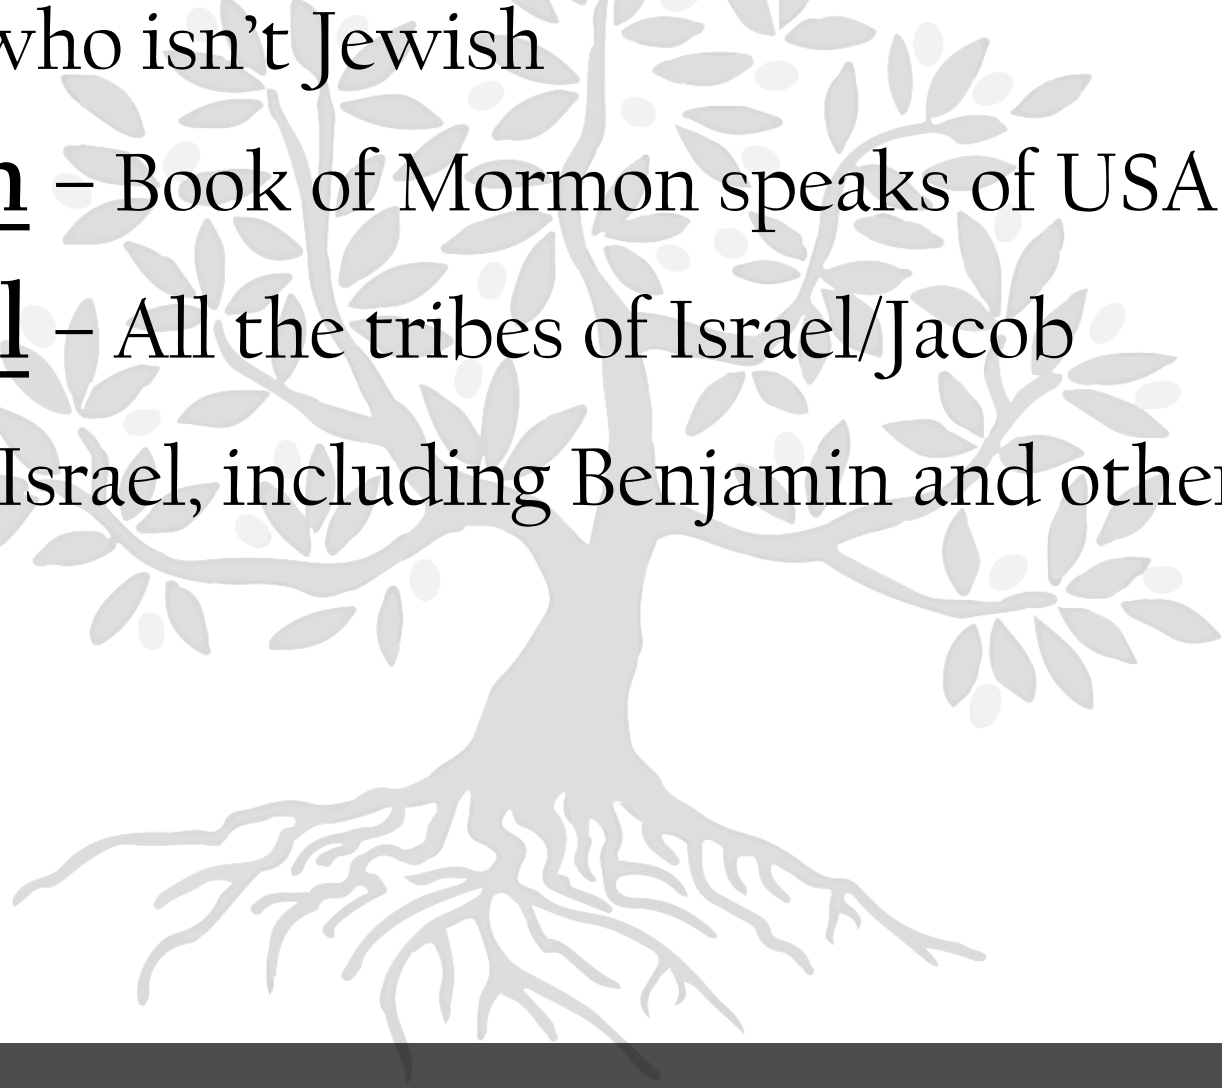 who isn't Jewish
– Book of Mormon speaks of USA
– All the tribes of Israel/Jacob
Israel, including Benjamin and other